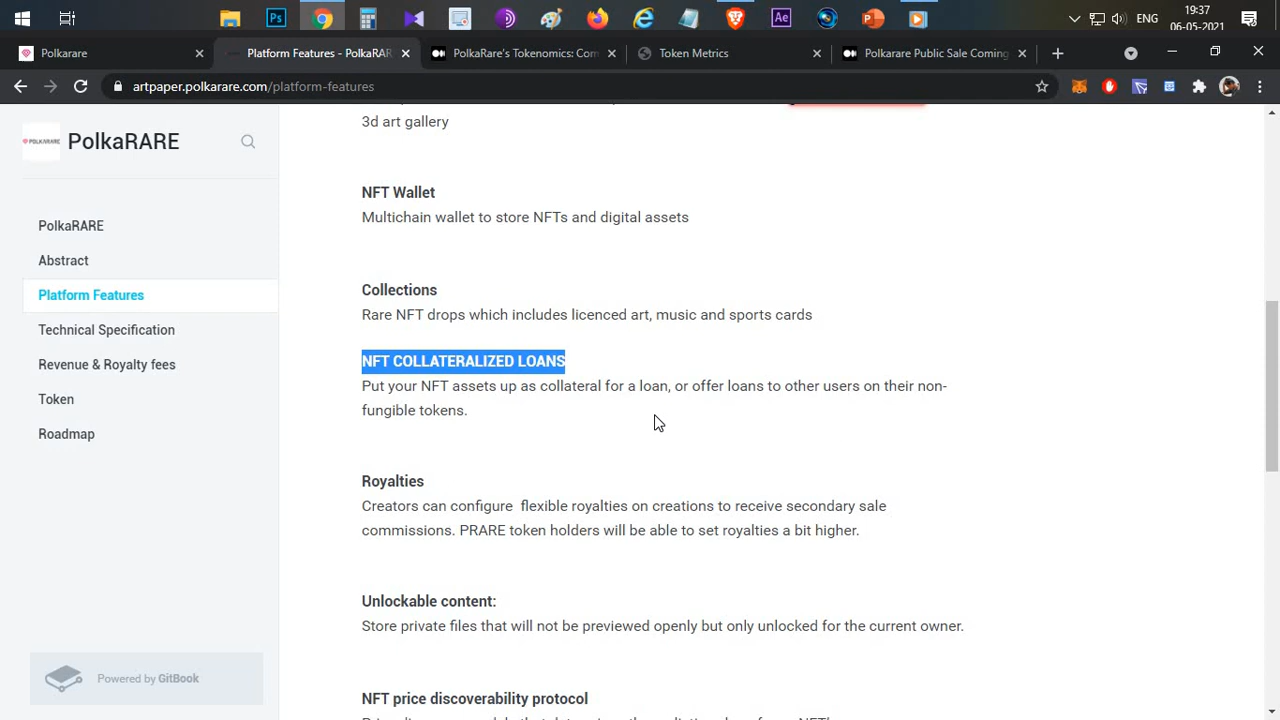 Ps
Ae
ENG
19:37
06-05-2021
Polkarare
Platform Features - PolkaRAR
PolkaRare's Tokenomics: Com
Token Metrics
Polkarare Public Sale Coming
artpaper.polkarare.com/platform-features
POLKARARE
PolkaRARE
PolkaRARE
Abstract
Platform Features
Technical Specification
Revenue & Royalty fees
Token
Roadmap
Powered by GitBook
3d art gallery
NFT Wallet
Multichain wallet to store NFTs and digital assets
Collections
Rare NFT drops which includes licenced art, music and sports cards
NFT COLLATERALIZED LOANS
Put your NFT assets up as collateral for a loan, or offer loans to other users on their non-
fungible tokens.
Royalties
Creators can configure  flexible royalties on creations to receive secondary sale
commissions. PRARE token holders will be able to set royalties a bit higher.
Unlockable content:
Store private files that will not be previewed openly but only unlocked for the current owner.
NFT price discoverability protocol